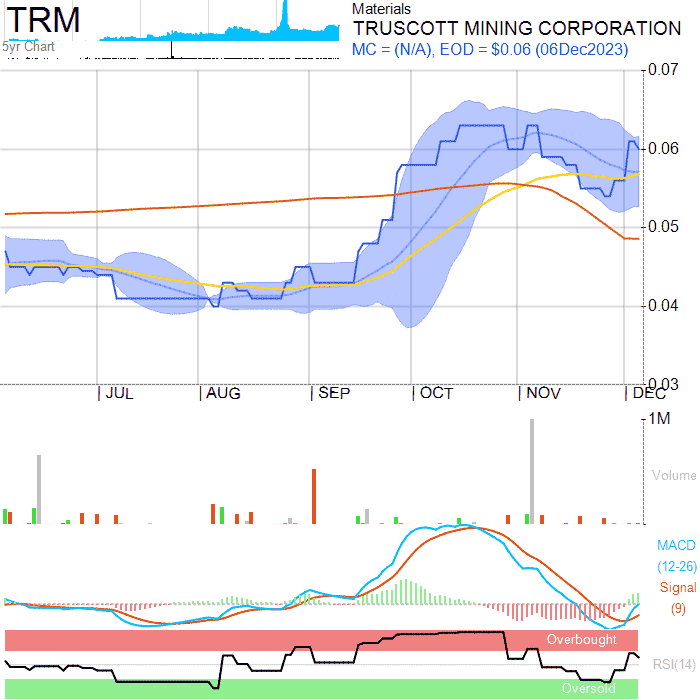 TRM
5yr Chart
Materials
TRUSCOTT MINING CORPORATION
MC = (N/A), EOD = $0.06 (06Dec2023)
0.07
0.06
0.05
0.04
0.03
JUL
AUG
SEP
OCT
NOV
DEC
1M
Volume
MACD
(12-26)
Signal
(9)
Overbought
RSI(14)
Oversold